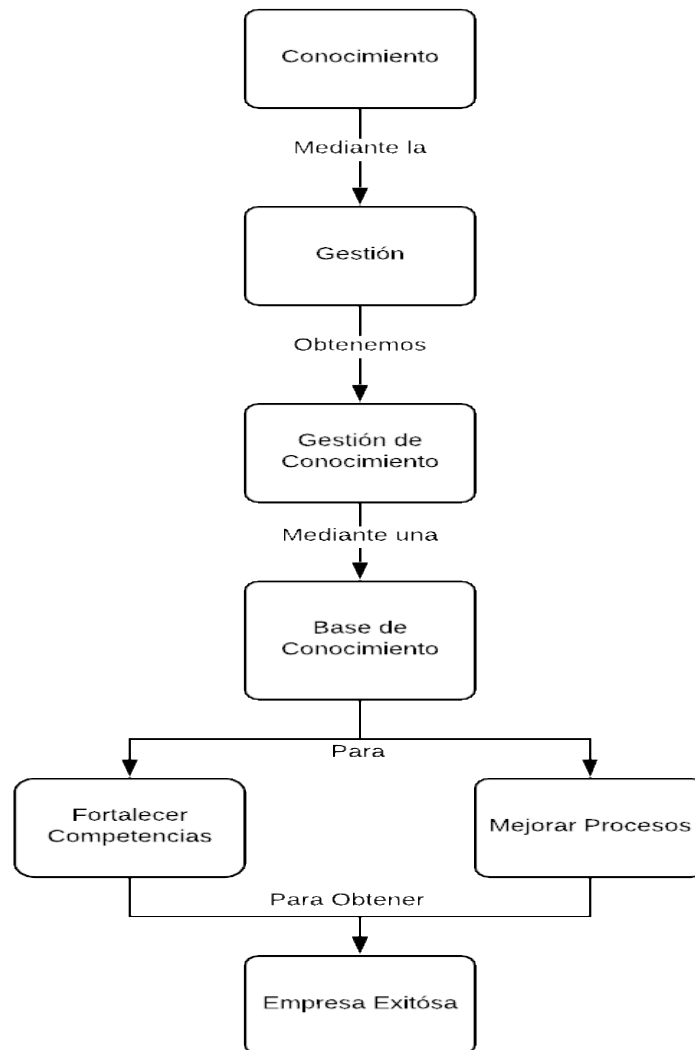 Conocimiento
Mediante la
Gestión
Obtenemos
Gestión de
Conocimiento
Mediante una
Base de
Conocimiento
Para
Fortalecer
Competencias
Mejorar Procesos
Para Obtener
Empresa Exitósa